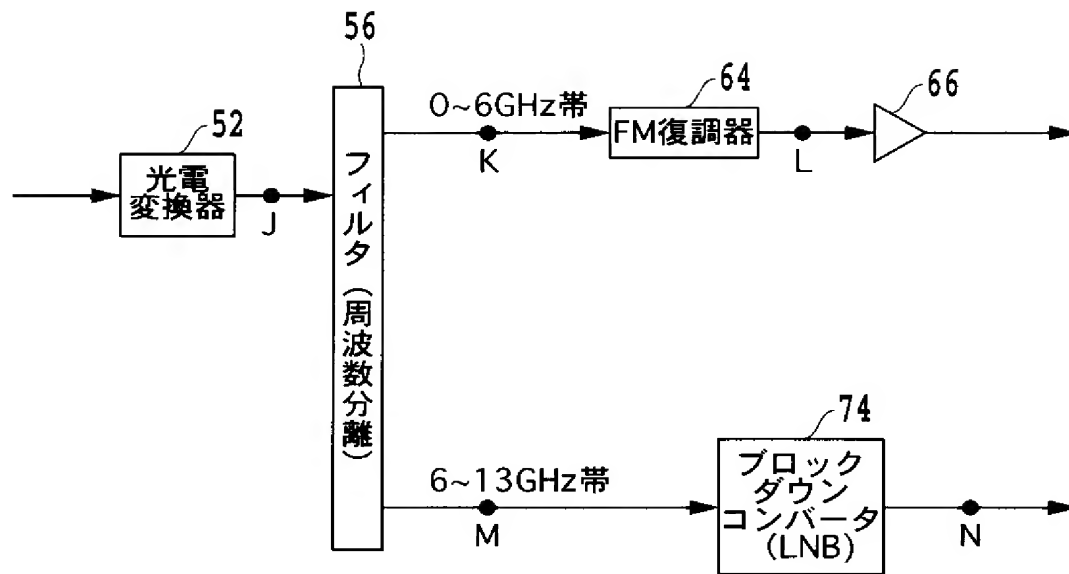 56
52
光電
変換器
J
フィルタ（周波数分離）
0~6GHz帯
K
64
FM復調器
L
66
6~13GHz帯
M
74
ブロック
ダウン
コンバータ
(LNB)
N